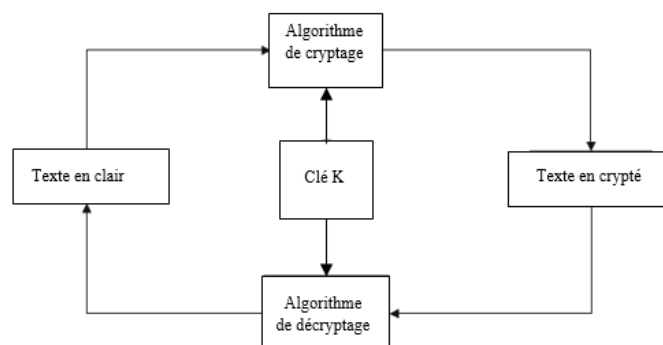 Algorithme
de cryptage
Texte en clair
Clé K
Texte en crypté
Algorithme
de décryptage